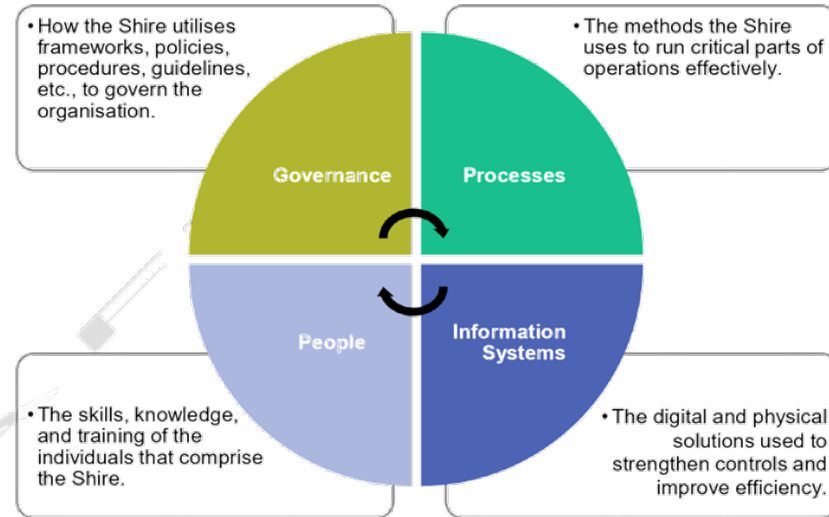 • How the Shire utilises
frameworks, policies,
procedures, guidelines,
etc., to govern the
organisation.
• The methods the Shire
uses to run critical parts of
operations effectively.
Governance
Processes
People
Information
Systems
• The skills, knowledge,
and training of the
individuals that comprise
the Shire.
• The digital and physical
solutions used to
strengthen controls and
improve efficiency.